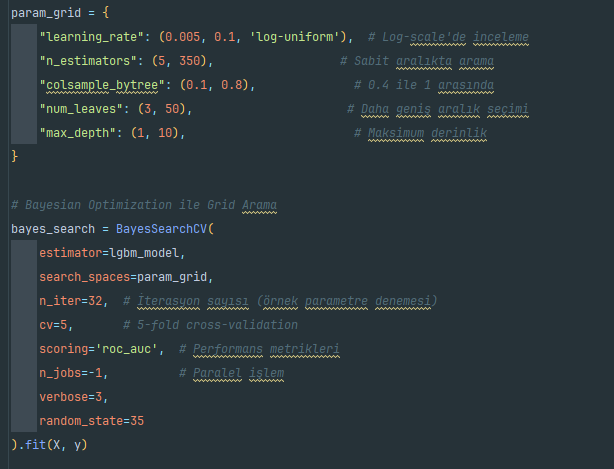 param_grid = {
    "learning_rate": (0.005, 0.1, 'log-uniform'),  # Log-scale'de inceleme
    "n_estimators": (5, 350),                  # Sabit aralıkta arama
    "colsample_bytree": (0.1, 0.8),              # 0.4 ile 1 arasında
    "num_leaves": (3, 50),                      # Daha geniş aralık seçimi
    "max_depth": (1, 10),                        # Maksimum derinlik
}
# Bayesian Optimization ile Grid Arama
bayes_search = BayesSearchCV(
    estimator=lgbm_model,
    search_spaces=param_grid,
    n_iter=32,  # İterasyon sayısı (örnek parametre denemesi)
    cv=5,       # 5-fold cross-validation
    scoring='roc_auc',  # Performans metrikleri
    n_jobs=-1,          # Paralel işlem
    verbose=3,
    random_state=35
).fit(X, y)